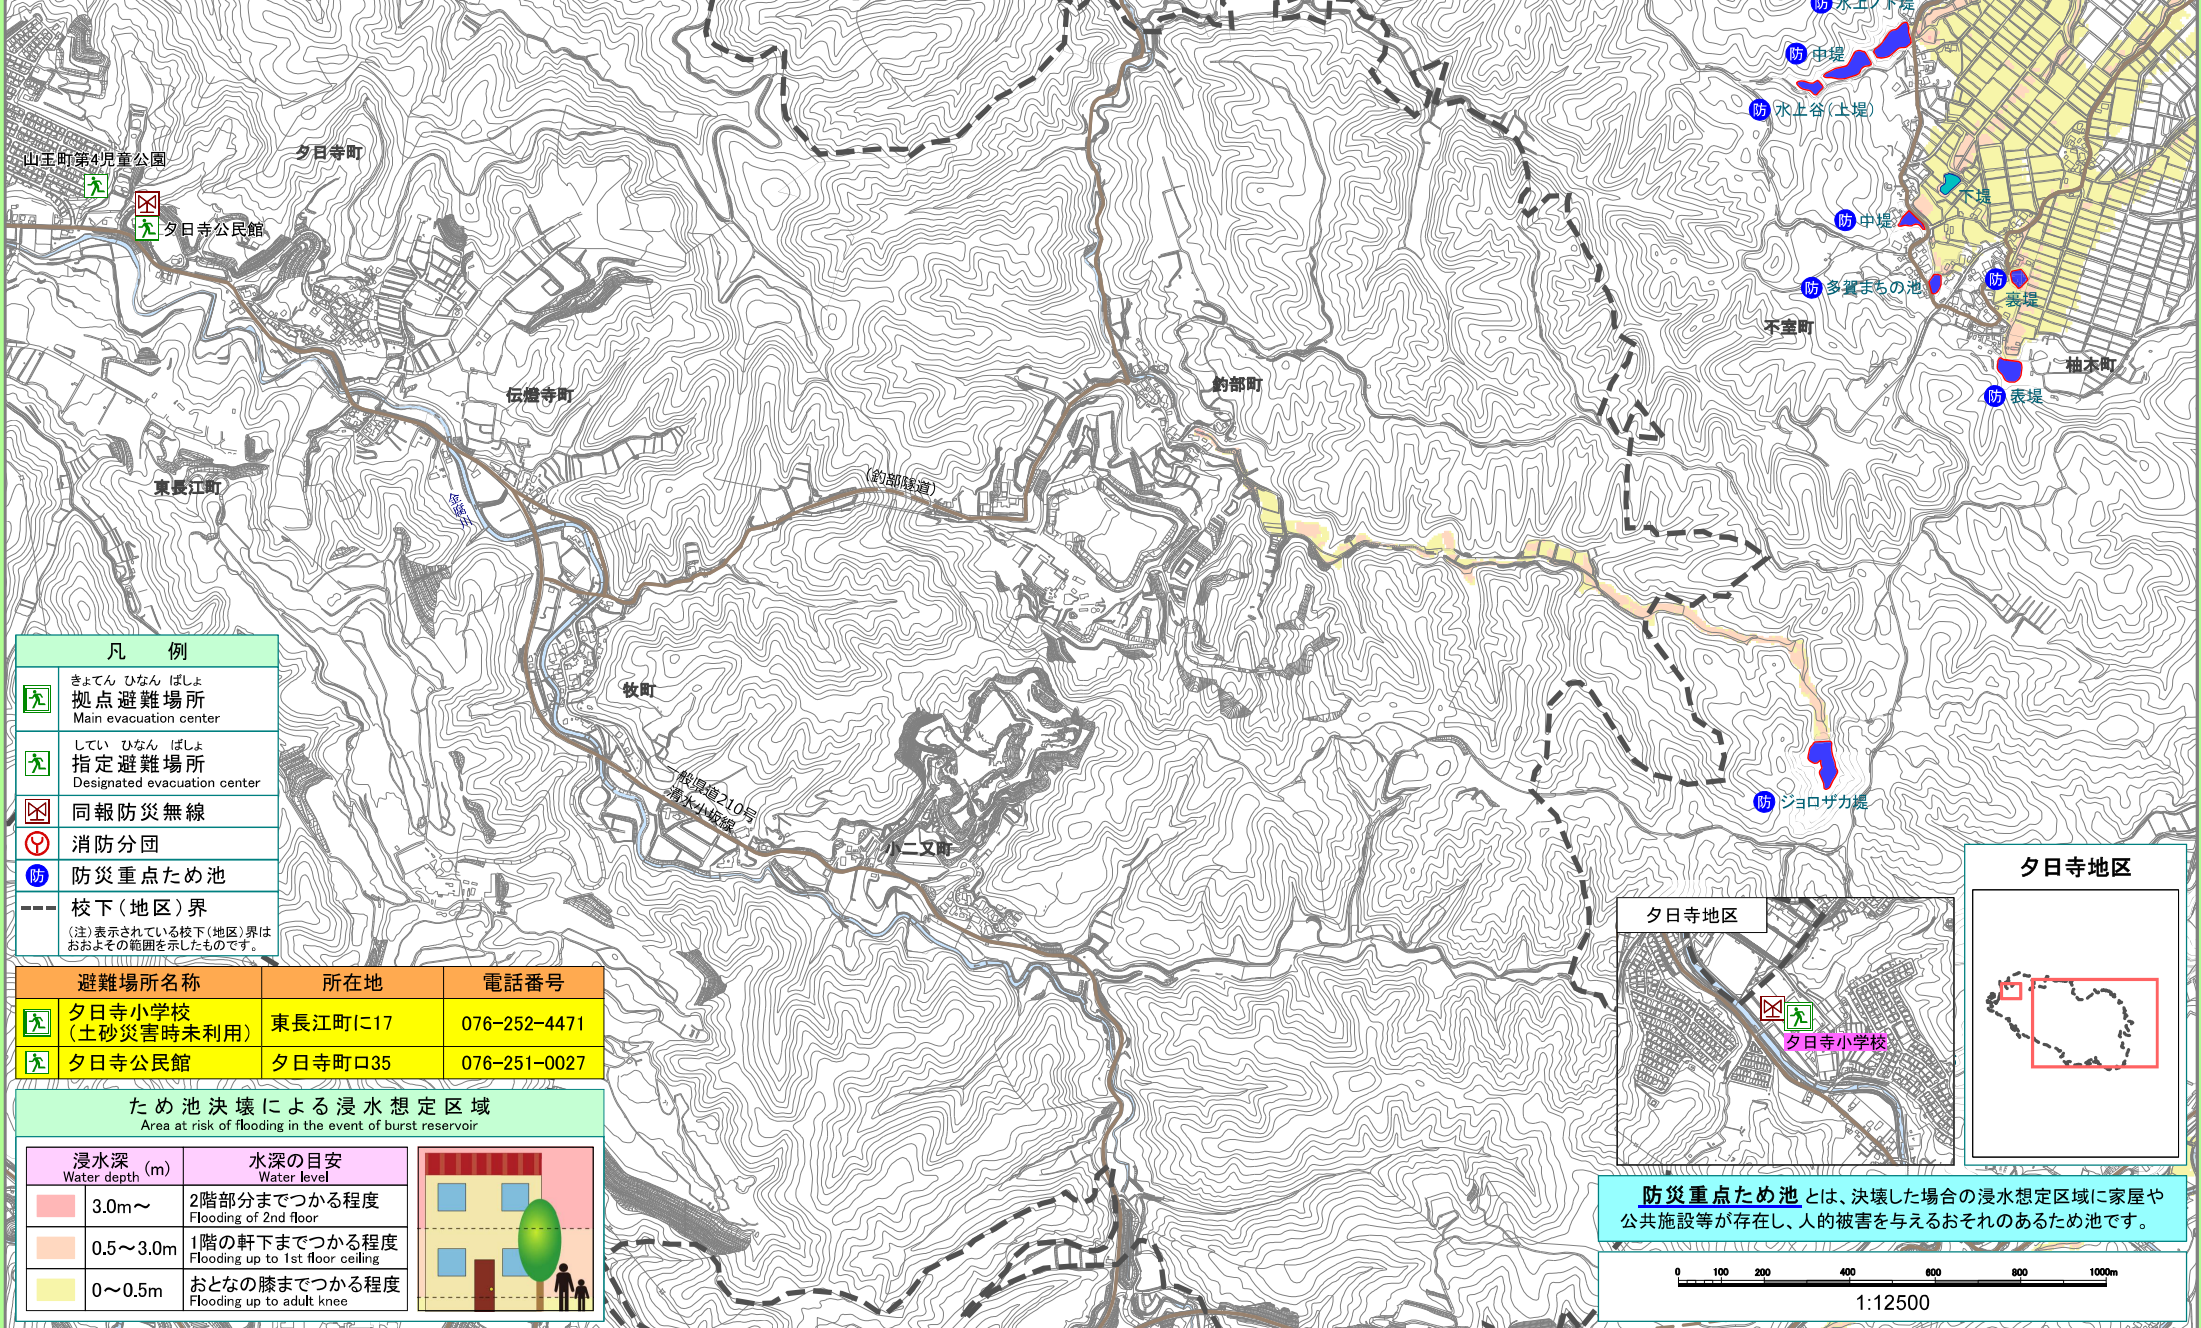 中堤
水上谷(上堤)
夕日寺町
山王町第4児童公園
夕日寺公民館
下堤
中堤
多賀まちの池
裏堤
不室町
柚木町
表堤
伝燈寺町
釣部町
(釣部隧道)
東長江町
金腐川
牧町
一般県道210号
清水小坂線
小二又町
ジョロザカ堤
凡 例
きょてん ひなん ばしょ
拠点避難場所
Main evacuation center
してい ひなん ばしょ
指定避難場所
Designated evacuation center
同報防災無線
消防分団
防 防災重点ため池
校下(地区)界
(注)表示されている校下(地区)界は
おおよその範囲を示したものです。
避難場所名称 所在地 電話番号
夕日寺小学校
(土砂災害時未利用) 東長江町に17 076-252-4471
夕日寺公民館 夕日寺町ロ35 076-251-0027
ため池決壊による浸水想定区域
Area at risk of flooding in the event of burst reservoir
浸水深 (m) 水深の目安
Water depth Water level
3.0m～ 2階部分までつかる程度
Flooding of 2nd floor
0.5～3.0m 1階の軒下までつかる程度
Flooding up to 1st floor ceiling
0～0.5m おとなの膝までつかる程度
Flooding up to adult knee
夕日寺地区
夕日寺小学校
夕日寺地区
防災重点ため池 とは、決壊した場合の浸水想定区域に家屋や
公共施設等が存在し、人的被害を与えるおそれのあるため池です。
0 100 200 400 600 800 1000m
1:12500